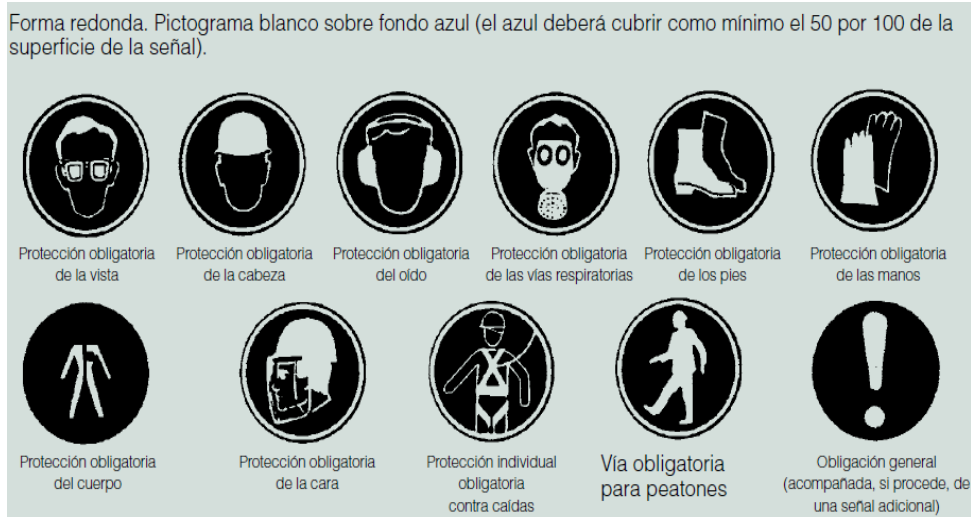 Forma redonda. Pictograma blanco sobre fondo azul (el azul deberá cubrir como mínimo el 50 por 100 de la
superficie de la señal).
Protección obligatoria
de la vista
Protección obligatoria
de la cabeza
Protección obligatoria
del oído
Protección obligatoria
de las vías respiratorias
Protección obligatoria
de los pies
Protección obligatoria
de las manos
Protección obligatoria
del cuerpo
Protección obligatoria
de la cara
Protección individual
obligatoria
contra caídas
Vía obligatoria
para peatones
Obligación general
(acompañada, si procede, de
una señal adicional)